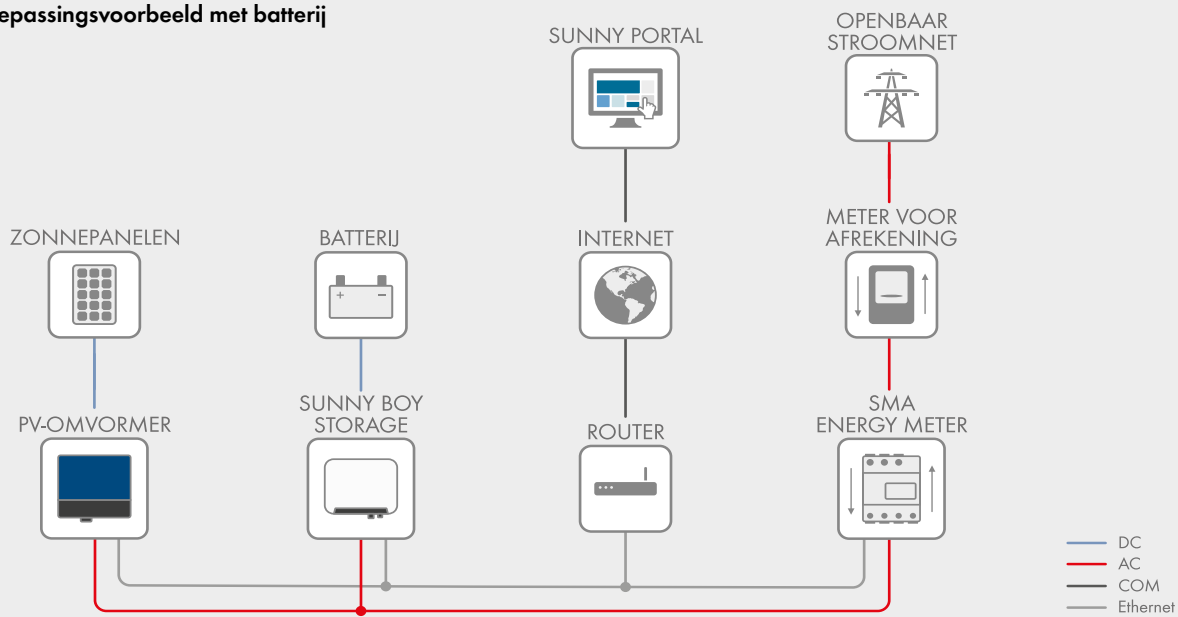 epassingsvoorbeeld met batterij
SUNNY PORTAL
OPENBAAR
STROOMNET
ZONNEPANELEN
BATTERIJ
INTERNET
METER VOOR
AFREKENING
PV-OMVORMER
SUNNY BOY
STORAGE
ROUTER
SMA
ENERGY METER
DC
AC
COM
Ethernet